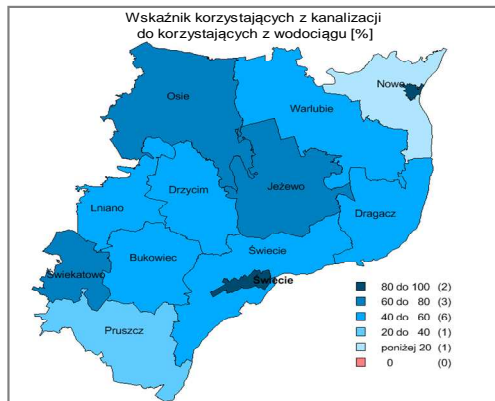 Wskaźnik korzystających z kanalizacji
do korzystających z wodociągu [%]
Nowe
Osie
Warlubie
Drzycim
Jeżewo
Lniano
Dragacz
Bukowiec
Świecie
Świekatowo
Świecie
Pruszcz
80 do 100 (2)
60 do 80 (3)
40 do 60 (6)
20 do 40 (1)
poniżej 20 (1)
0 (0)